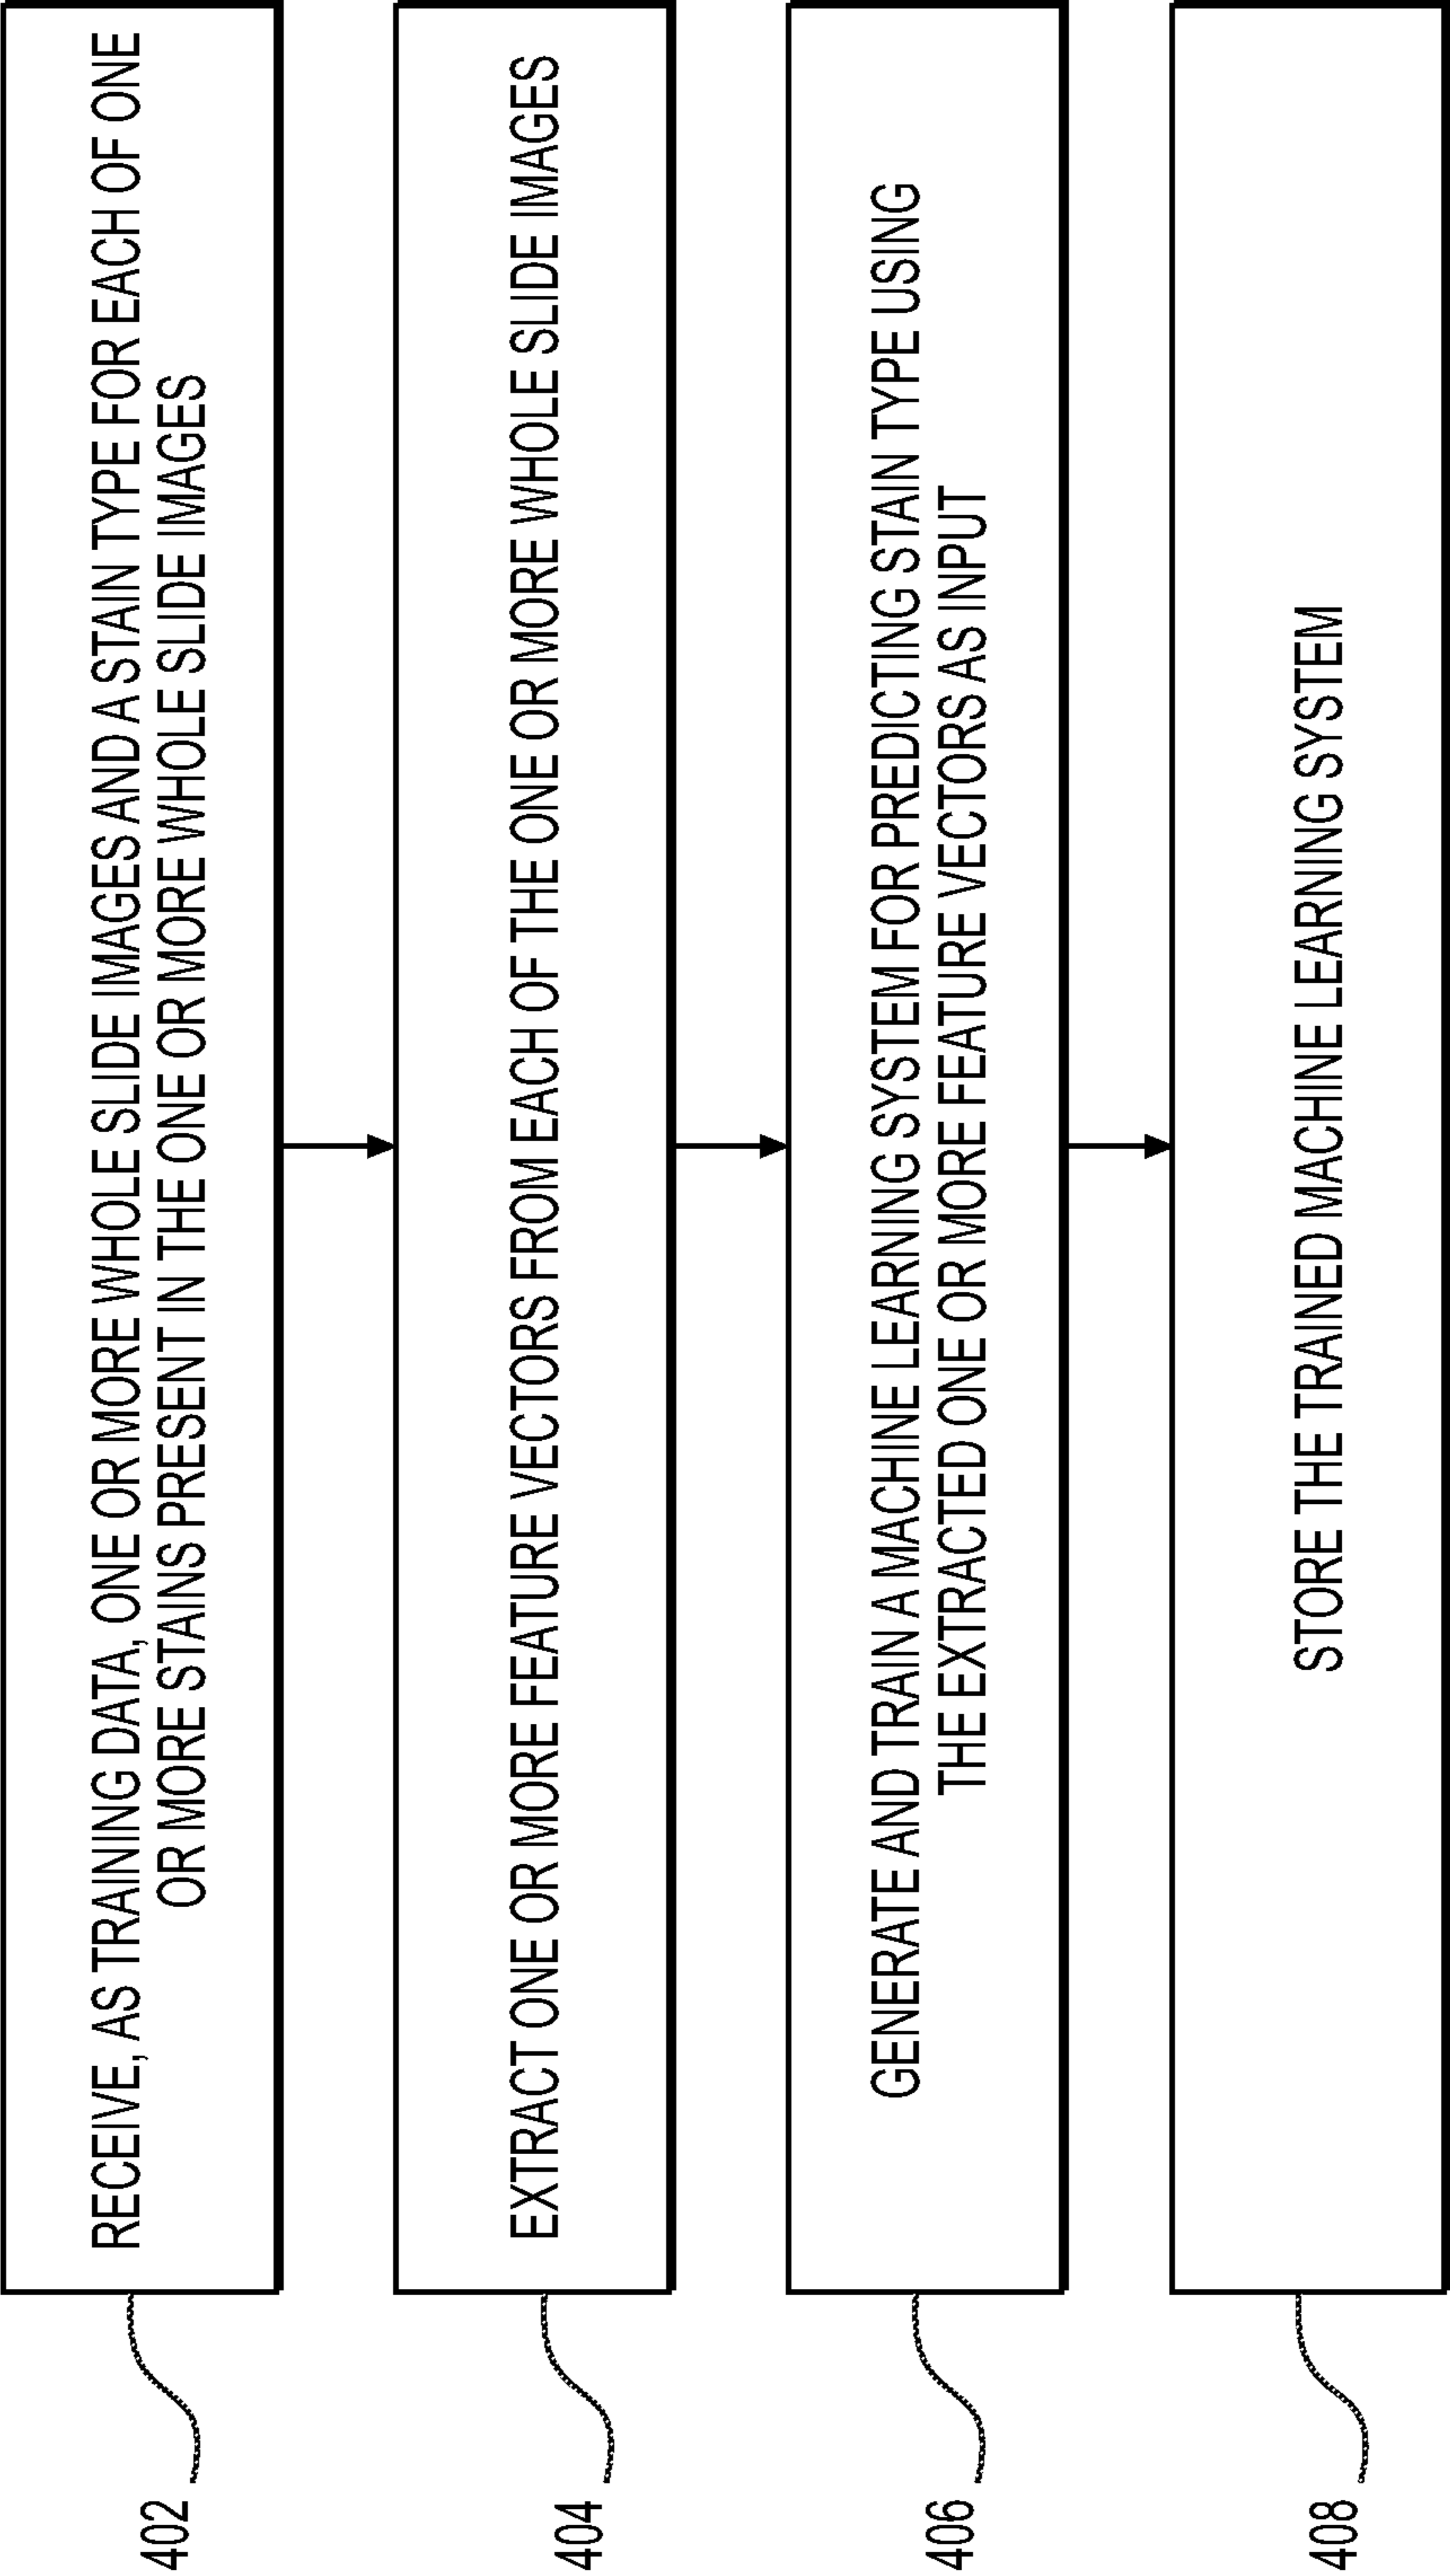 402
RECEIVE, AS TRAINING DATA, ONE OR MORE WHOLE SLIDE IMAGES AND A STAIN TYPE FOR EACH OF ONE
OR MORE STAINS PRESENT IN THE ONE OR MORE WHOLE SLIDE IMAGES
404
EXTRACT ONE OR MORE FEATURE VECTORS FROM EACH OF THE ONE OR MORE WHOLE SLIDE IMAGES
406
GENERATE AND TRAIN A MACHINE LEARNING SYSTEM FOR PREDICTING STAIN TYPE USING
THE EXTRACTED ONE OR MORE FEATURE VECTORS AS INPUT
408
STORE THE TRAINED MACHINE LEARNING SYSTEM